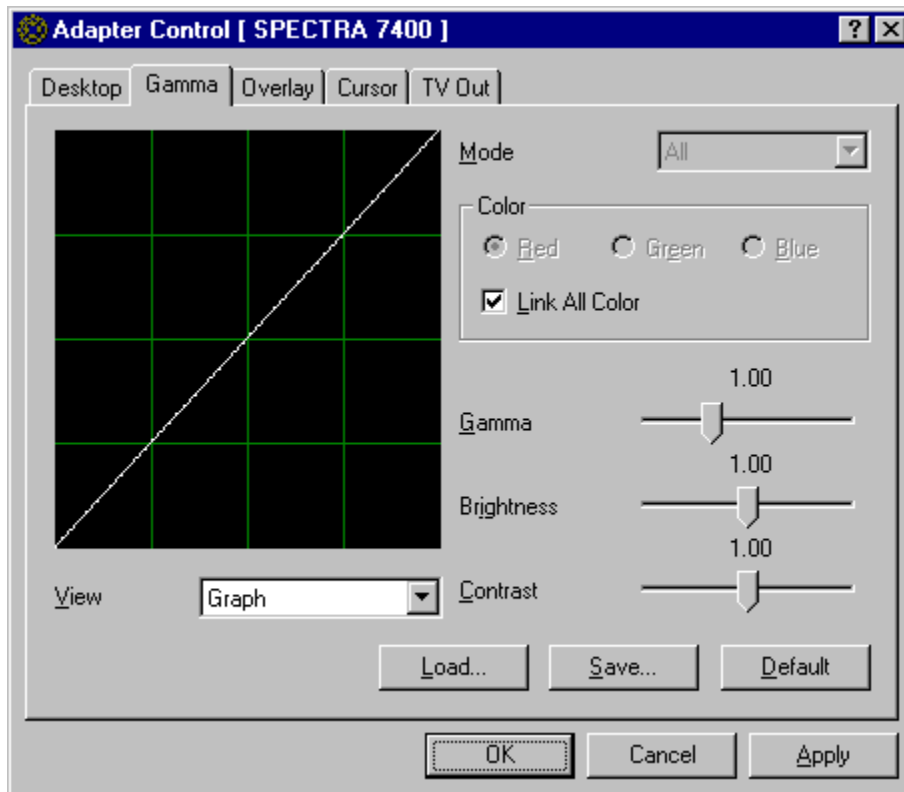 Adapter Control [ SPECTRA 7400 ]
Desktop Gamma Overlay Cursor TV Out
Mode All
Color
Red Green Blue
Link All Color
1.00
Gamma
1.00
Brightness
1.00
Contrast
View Graph
Load... Save... Default
OK Cancel Apply